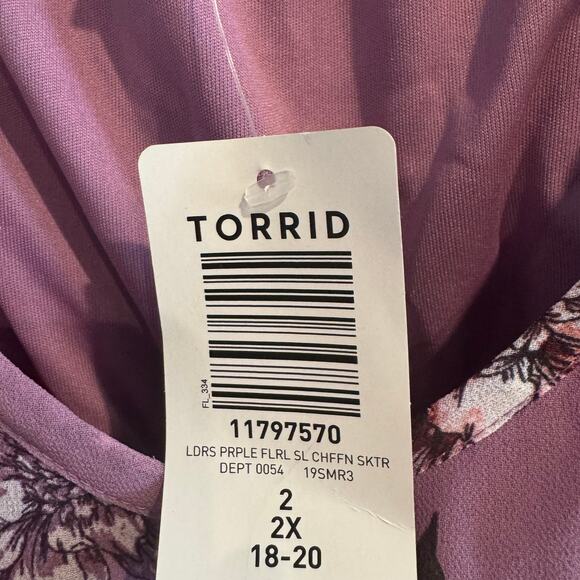 TORRID
FL_334
11797570
LDRS PRPLE FLRL SL CHFFN SKTR
DEPT 0054 19SMR3
2
2X
18-20